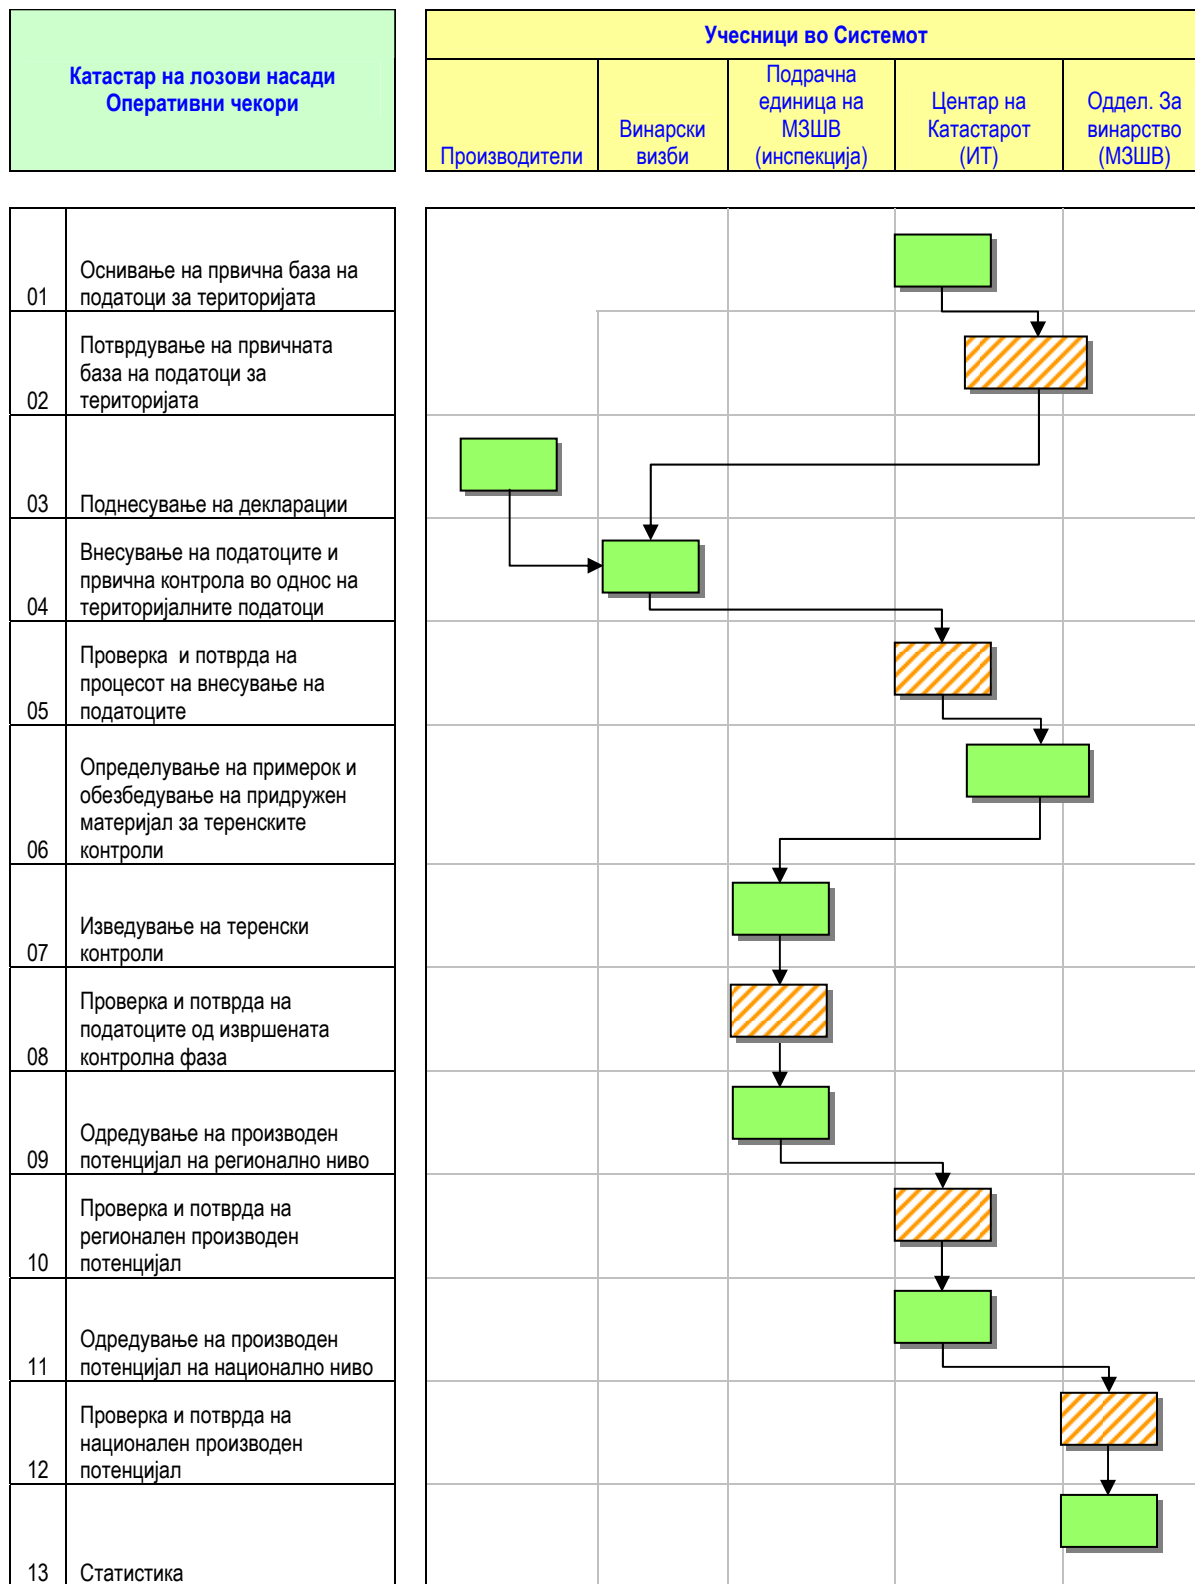 Катастар на лозови насади
Оперативни чекори
Учесници во Системот
Производители
Винарски
визби
Подрачна
единица на
МЗШВ
(инспекција)
Центар на
Катастарот
(ИТ)
Оддел. За
винарство
(МЗШВ)
01
Оснивање на првична база на
податоци за територијата
02
Потврдување на првичната
база на податоци за
територијата
03
Поднесување на декларации
04
Внесување на податоците и
првична контрола во однос на
територијалните податоци
05
Проверка и потврда на
процесот на внесување на
податоците
06
Определување на примерок и
обезбедување на придружен
материјал за теренските
контроли
07
Изведување на теренски
контроли
08
Проверка и потврда на
податоците од извршената
контролна фаза
09
Одредување на производен
потенцијал на регионално ниво
10
Проверка и потврда на
регионален производен
потенцијал
11
Одредување на производен
потенцијал на национално ниво
12
Проверка и потврда на
национален производен
потенцијал
13
Статистика